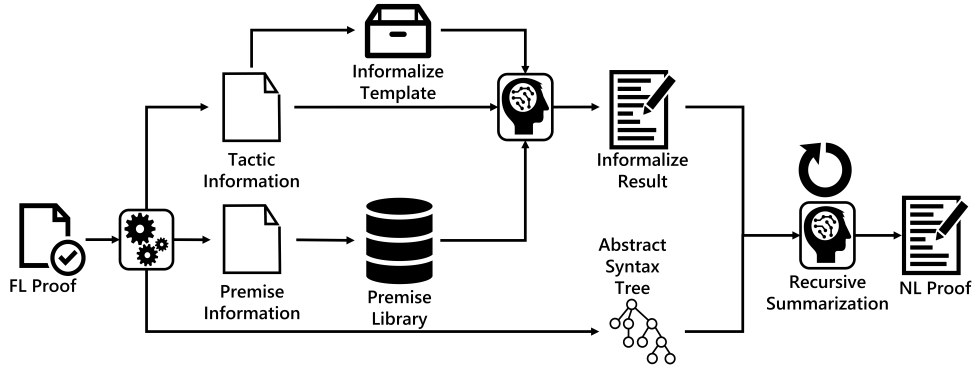 FL Proof
Tactic
Information
Premise
Information
Informalize
Template
Premise
Library
Informalize
Result
Abstract
Syntax
Tree
Recursive
Summarization
NL Proof